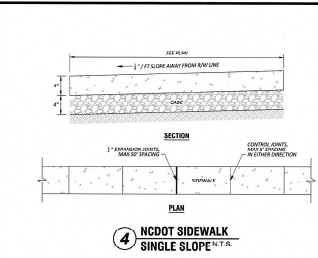 SEE PLAN
1/4" / FT SLOPE AWAY FROM R/W LINE
4"
CABC
4"
SECTION
1/2" EXPANSION JOINTS,
MAX 50' SPACING
CONTROL JOINTS,
MAX 5' SPACING
IN EITHER DIRECTION
SIDEWALK
PLAN
4 NCDOT SIDEWALK
SINGLE SLOPE N.T.S.